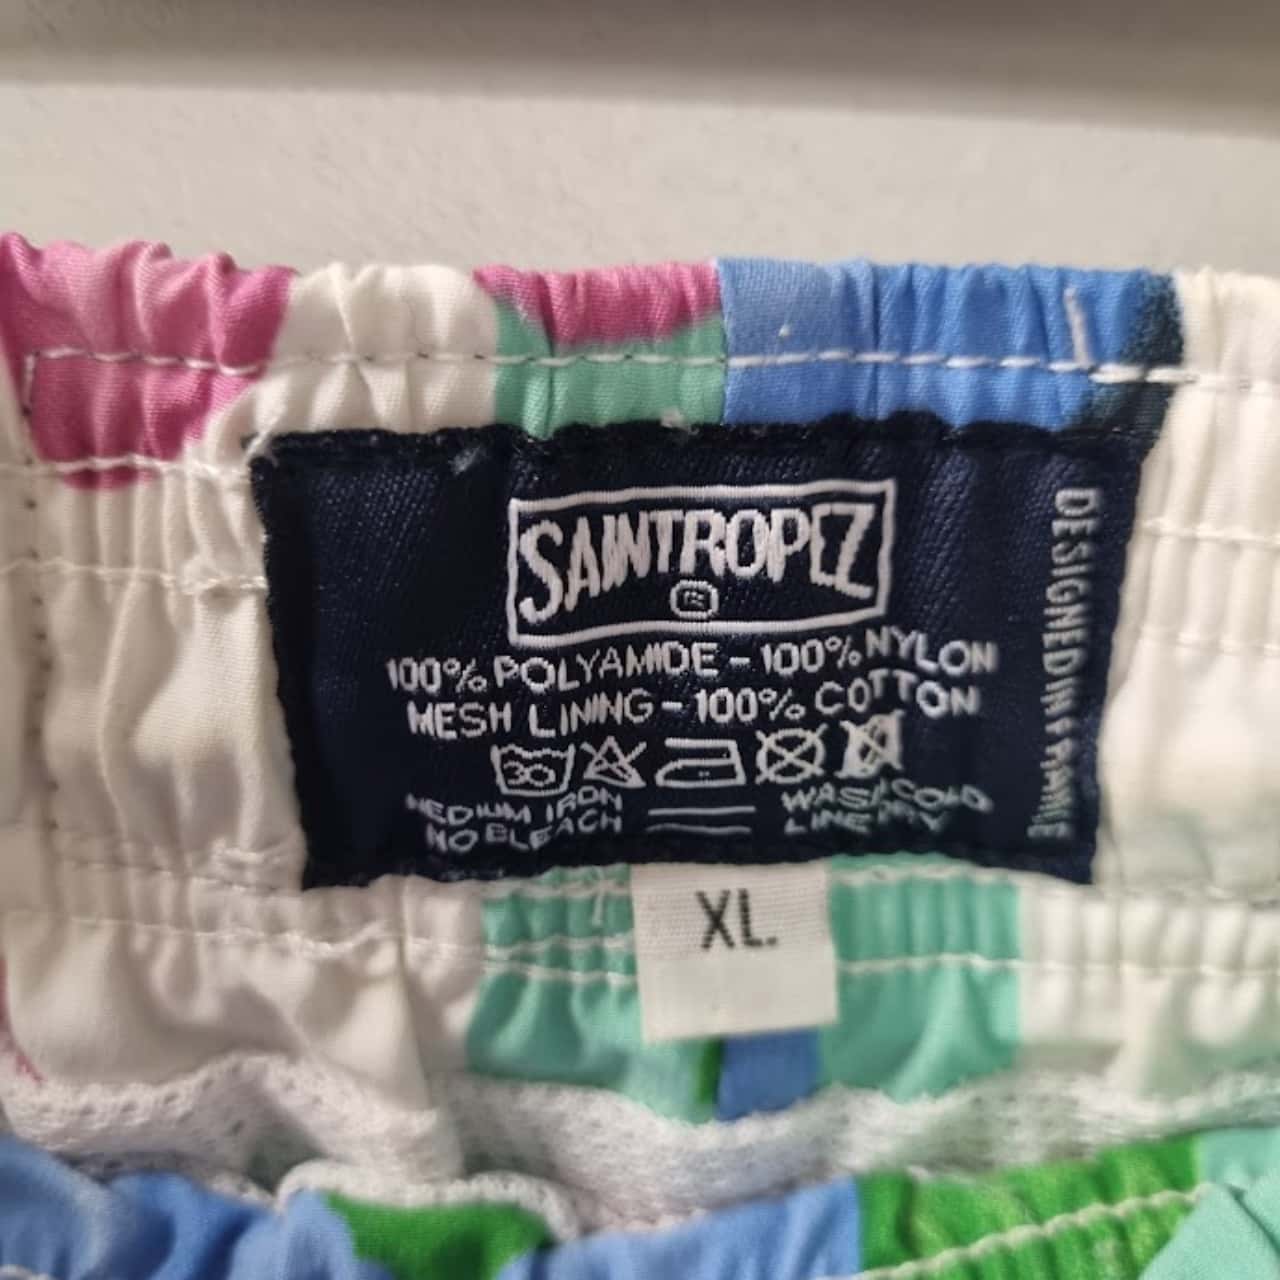 SAINTROPEZ
®
100% POLYAMIDE - 100% NYLON
MESH LINING - 100% COTTON
30
MEDIUM IRON
NO BLEACH
WASH COLD
LINE DRY
DESIGNED IN FRANCE
XL.